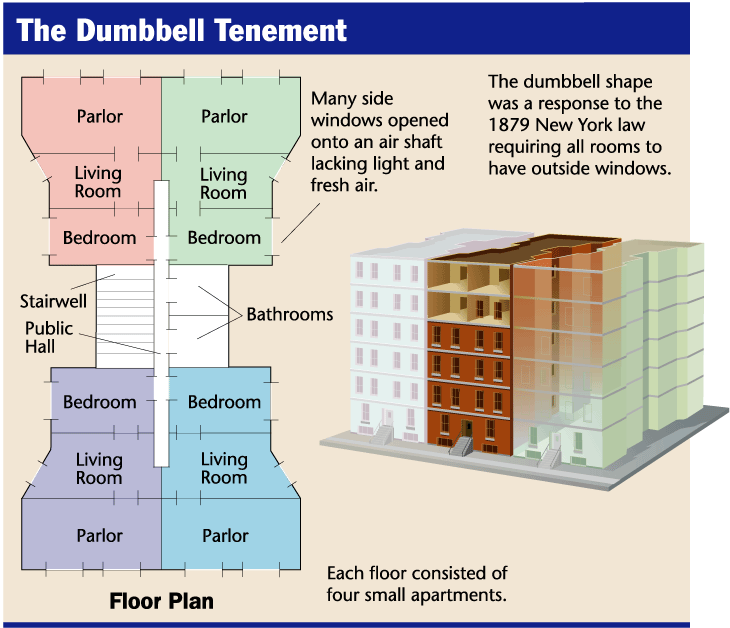 The Dumbbell Tenement
Parlor
Parlor
Living
Room
Living
Room
Bedroom
Bedroom
Many side
windows opened
onto an air shaft
lacking light and
fresh air.
The dumbbell shape
was a response to the
1879 New York law
requiring all rooms to
have outside windows.
Stairwell
Public
Hall
Bathrooms
Bedroom
Bedroom
Living
Room
Living
Room
Parlor
Parlor
Floor Plan
Each floor consisted of
four small apartments.